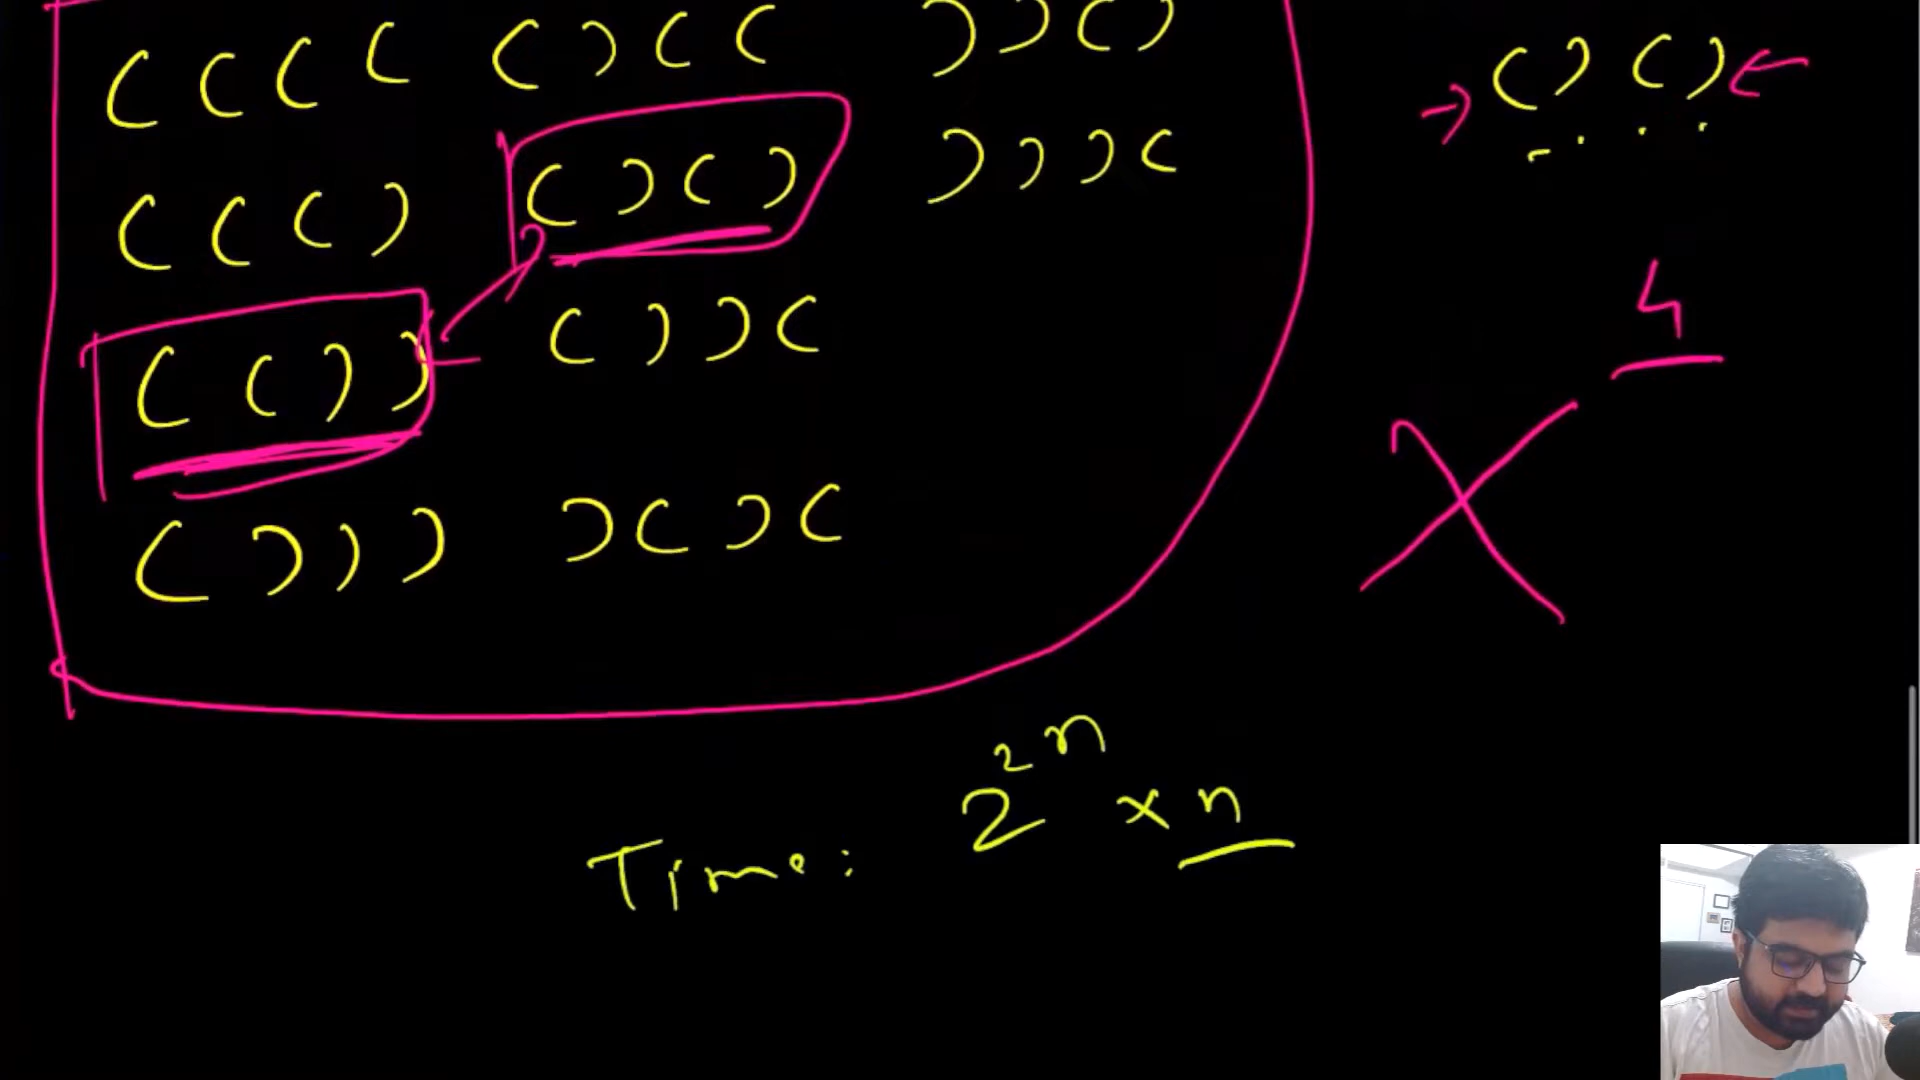 ( ( ( ( ( ) ( ( ) ) ( ) ( ) ( )
( ( ( ) ( ) ( ) ) ) ) (
( ( ) ) ( ) ) ( 4
( ) ) ) ) ( ) (
Time: 2^2n × n